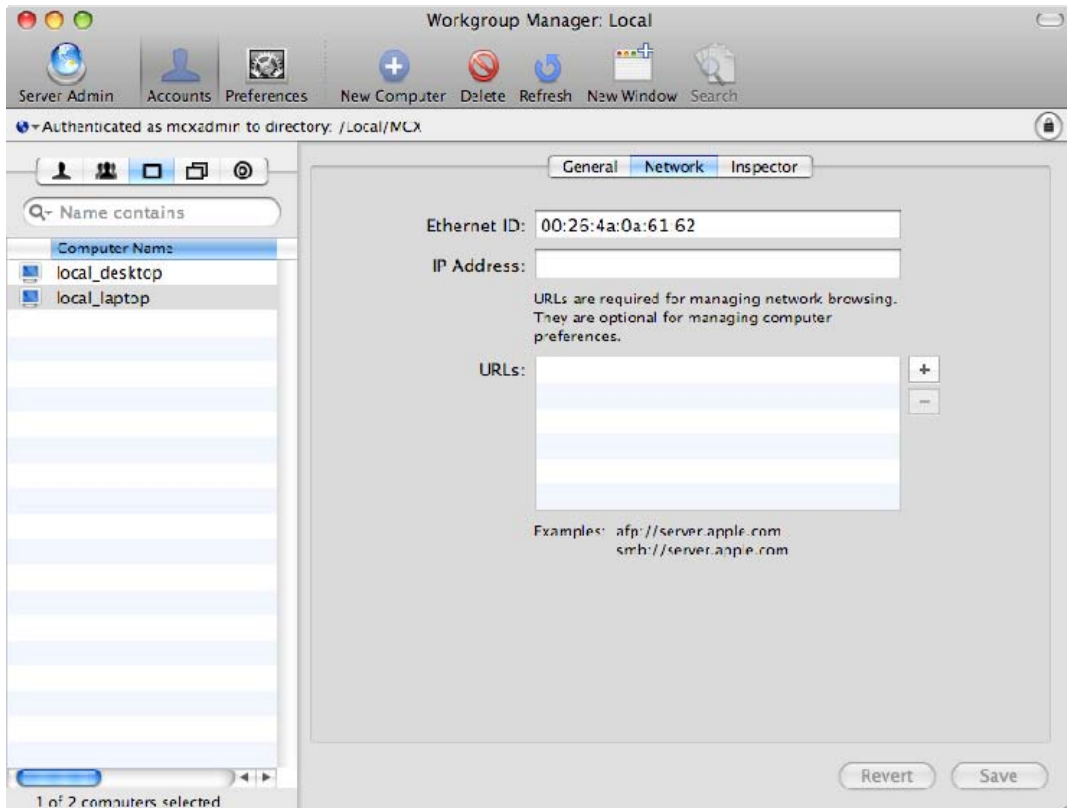 Workgroup Manager: Local
Server Admin Accounts Preferences New Computer Delete Refresh New Window Search
Authenticated as mcxadmin to directory: /Local/MCX
General Network Inspector
Name contains
Computer Name
local_desktop
local_laptop
Ethernet ID: 00:26:4a:0a:61:62
IP Address:
URLs are required for managing network browsing.
They are optional for managing computer
preferences.
URLs:
Examples: afp://server.apple.com
smb://server.apple.com
Revert Save
1 of 2 computers selected